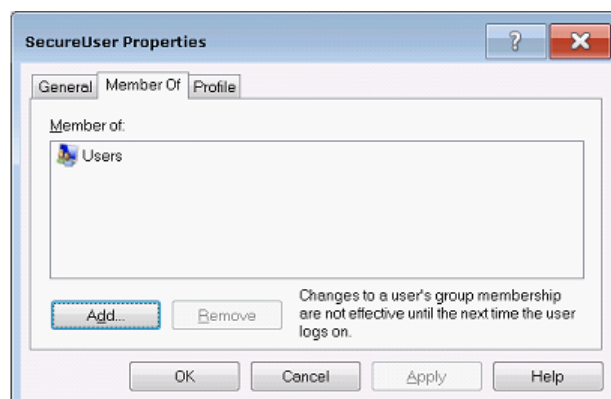 SecureUser Properties
?
General Member Of Profile
Member of:
Users
Add... Remove
Changes to a user's group membership
are not effective until the next time the user
logs on.
OK Cancel Apply Help